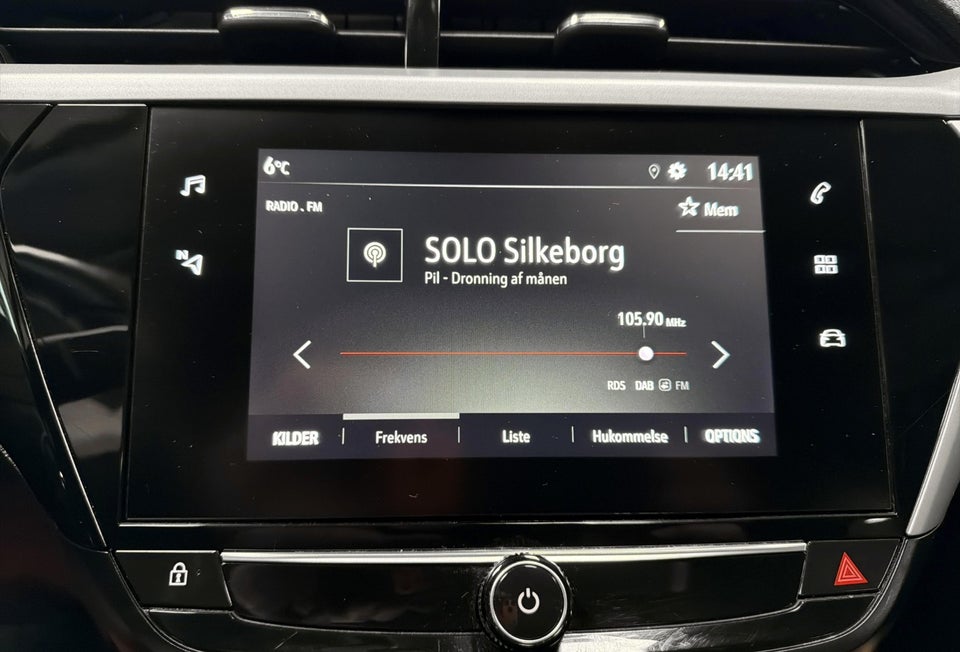 6°C 14:41
RADIO . FM
Mem
SOLO Silkeborg
Pil - Dronning af månen
105.90 MHz
RDS DAB FM
KILDER Frekvens Liste Hukommelse OPTIONS
N